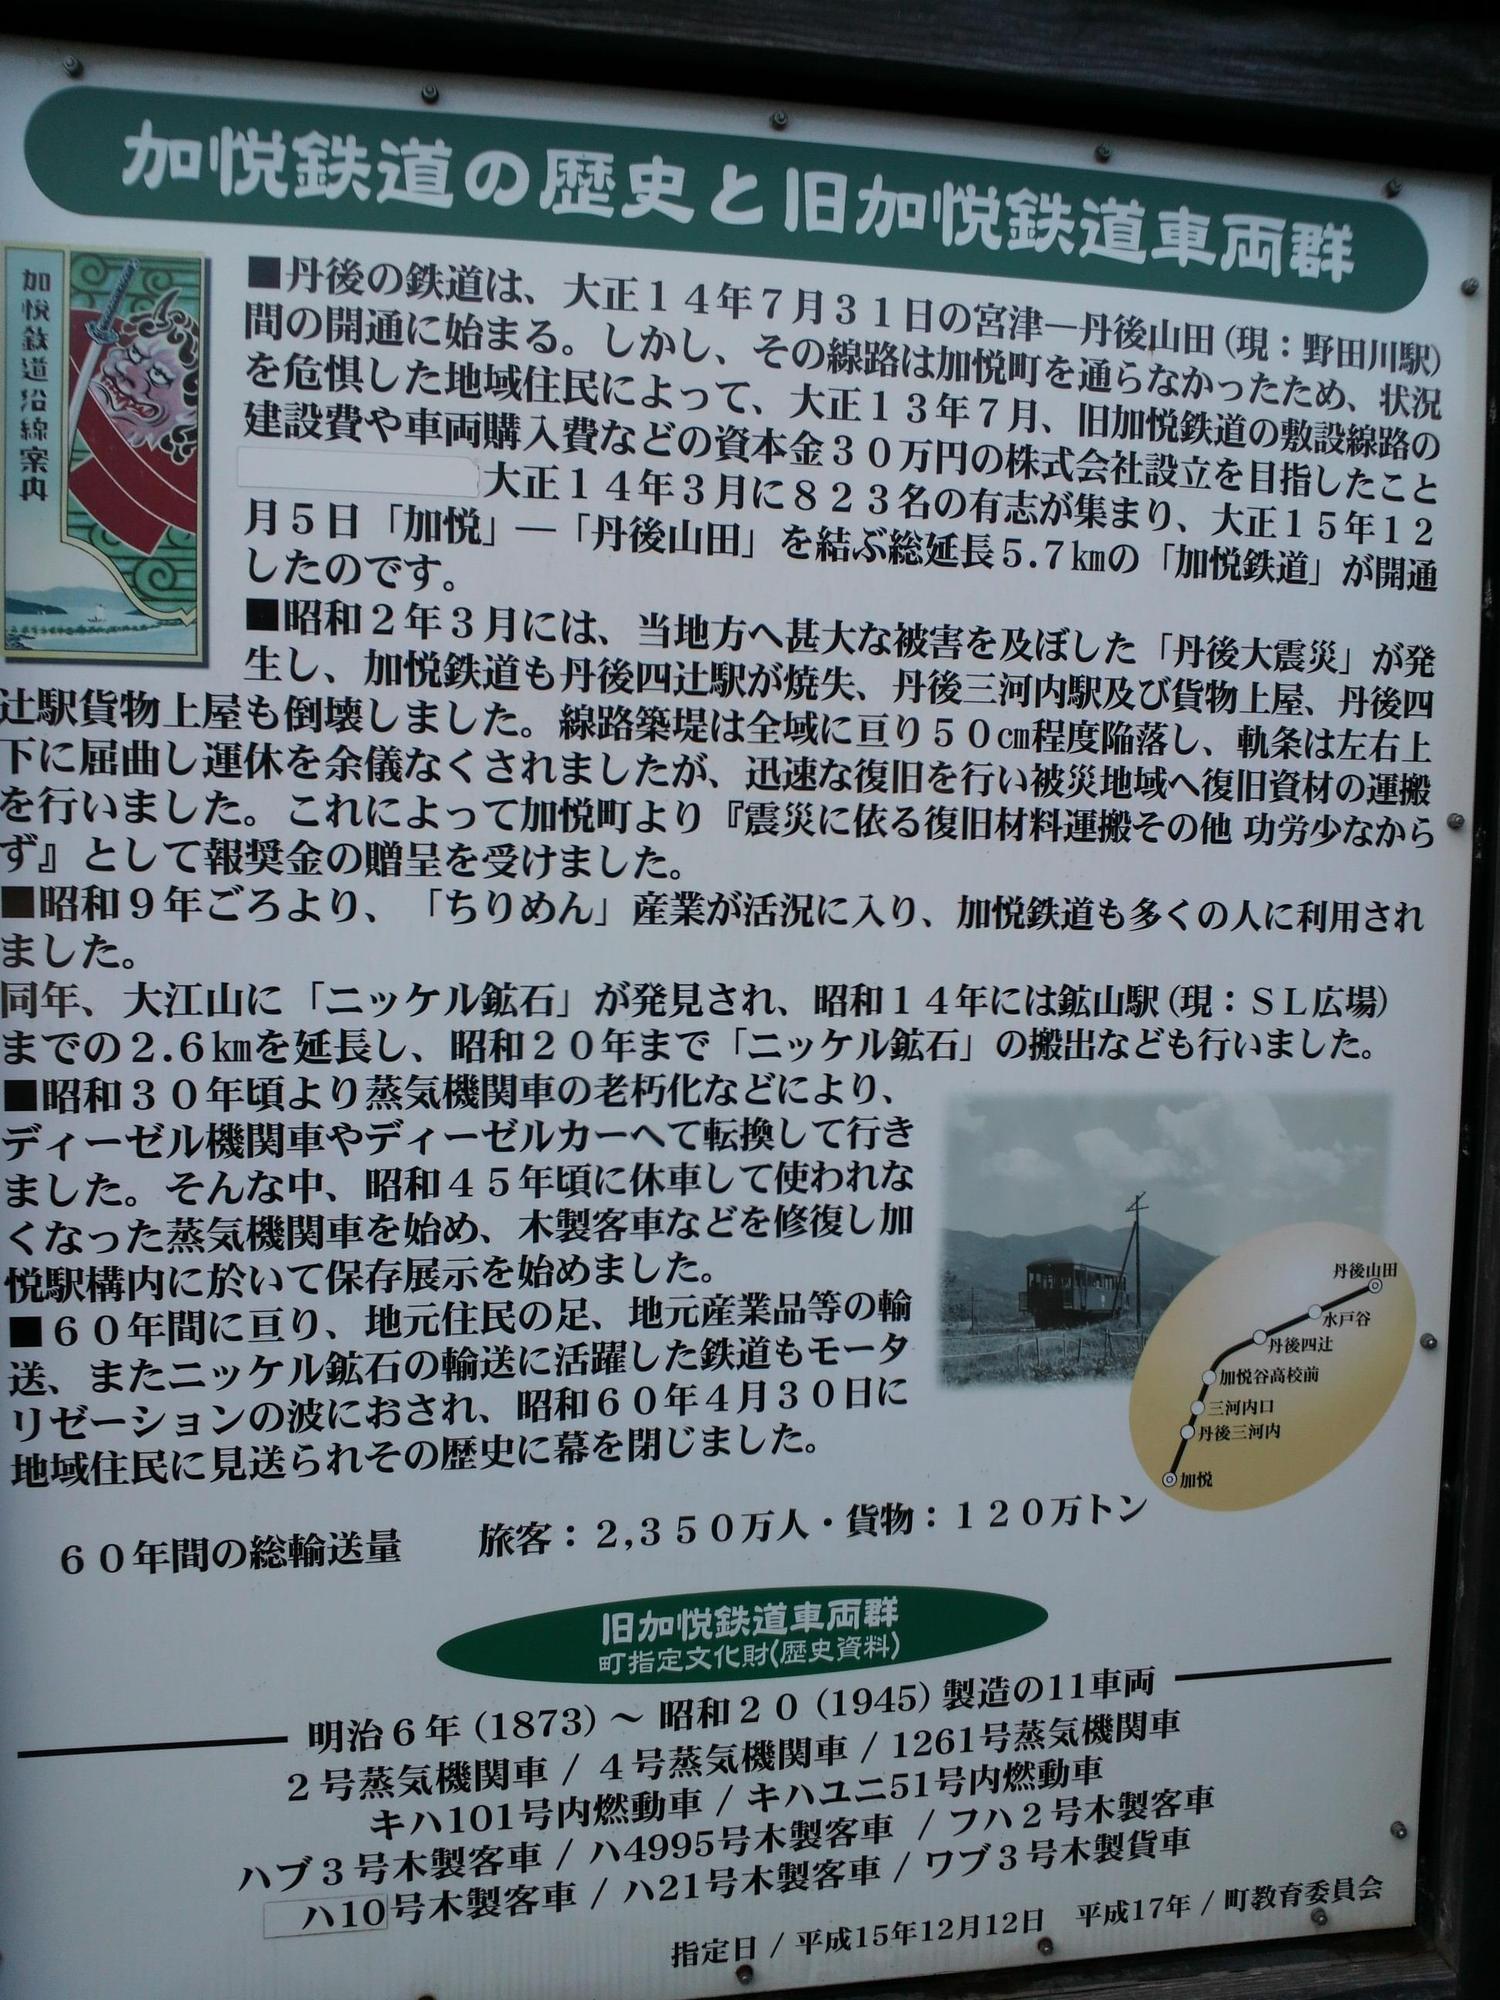 加悦鉄道の歴史と旧加悦鉄道車両群
加悦鉄道沿線案内
■丹後の鉄道は、大正１４年７月３１日の宮津―丹後山田(現：野田川駅)
間の開通に始まる。しかし、その線路は加悦町を通らなかったため、状況
を危惧した地域住民によって、大正１３年７月、旧加悦鉄道の敷設線路の
建設費や車両購入費などの資本金３０万円の株式会社設立を目指したこと
大正１４年３月に８２３名の有志が集まり、大正１５年１２
月５日「加悦」―「丹後山田」を結ぶ総延長5.7㎞の「加悦鉄道」が開通
したのです。
■昭和２年３月には、当地方へ甚大な被害を及ぼした「丹後大震災」が発
生し、加悦鉄道も丹後四辻駅が焼失、丹後三河内駅及び貨物上屋、丹後四
辻駅貨物上屋も倒壊しました。線路築堤は全域に亘り５０㎝程度陥落し、軌条は左右上
下に屈曲し運休を余儀なくされましたが、迅速な復旧を行い被災地域へ復旧資材の運搬
を行いました。これによって加悦町より『震災に依る復旧材料運搬その他 功労少なから
ず』として報奨金の贈呈を受けました。
■昭和９年ごろより、「ちりめん」産業が活況に入り、加悦鉄道も多くの人に利用され
ました。
同年、大江山に「ニッケル鉱石」が発見され、昭和１４年には鉱山駅(現：ＳＬ広場)
までの2.6㎞を延長し、昭和２０年まで「ニッケル鉱石」の搬出なども行いました。
■昭和３０年頃より蒸気機関車の老朽化などにより、
ディーゼル機関車やディーゼルカーへて転換して行き
ました。そんな中、昭和４５年頃に休車して使われな
くなった蒸気機関車を始め、木製客車などを修復し加
悦駅構内に於いて保存展示を始めました。
■６０年間に亘り、地元住民の足、地元産業品等の輸
送、またニッケル鉱石の輸送に活躍した鉄道もモータ
リゼーションの波におされ、昭和６０年４月３０日に
地域住民に見送られその歴史に幕を閉じました。
丹後山田
水戸谷
丹後四辻
加悦谷高校前
三河内口
丹後三河内
加悦
６０年間の総輸送量　旅客：２,３５０万人・貨物：１２０万トン
旧加悦鉄道車両群
町指定文化財(歴史資料)
明治６年(1873)～ 昭和２０(1945)製造の11車両
２号蒸気機関車 / ４号蒸気機関車 / 1261号蒸気機関車
キハ101号内燃動車 / キハユニ51号内燃動車
ハブ３号木製客車 / ハ4995号木製客車 / フハ２号木製客車
ハ10号木製客車 / ハ21号木製客車 / ワブ３号木製貨車
指定日 / 平成15年12月12日　平成17年 / 町教育委員会